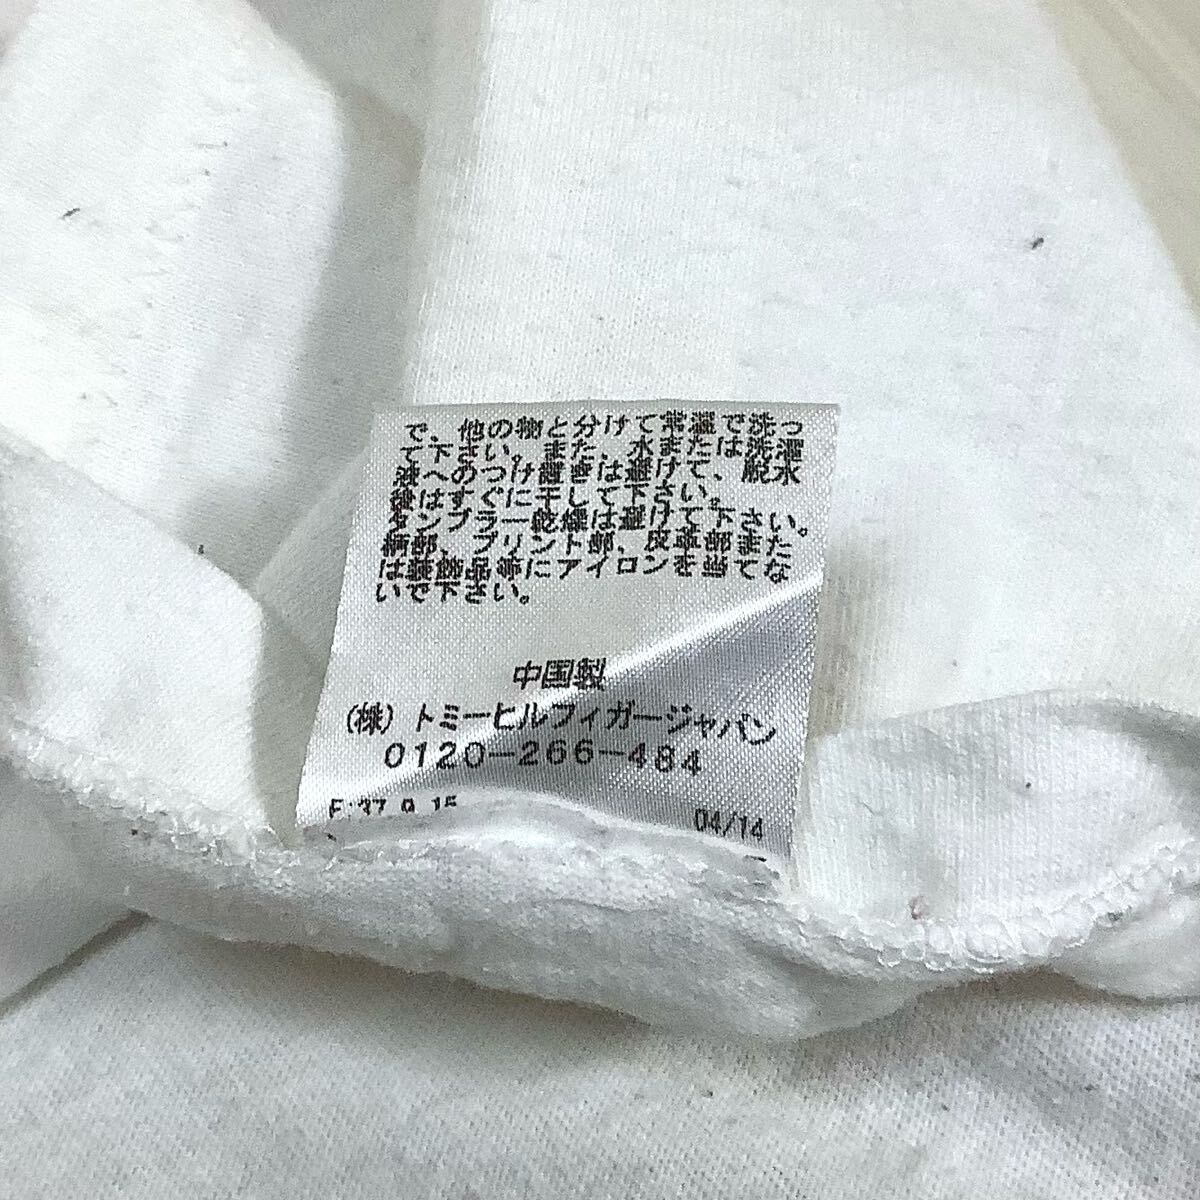 で、他の物と分けて常温で洗っ
て下さい。また、水または洗濯
液へのつけ置きは避けて、脱水
後はすぐに干して下さい。
タンブラー乾燥は避けて下さい。
柄部、プリント部、皮革部また
は装飾品等にアイロンを当てな
いで下さい。
中国製
(株)トミーヒルフィガージャパン
0120-266-484
04/14